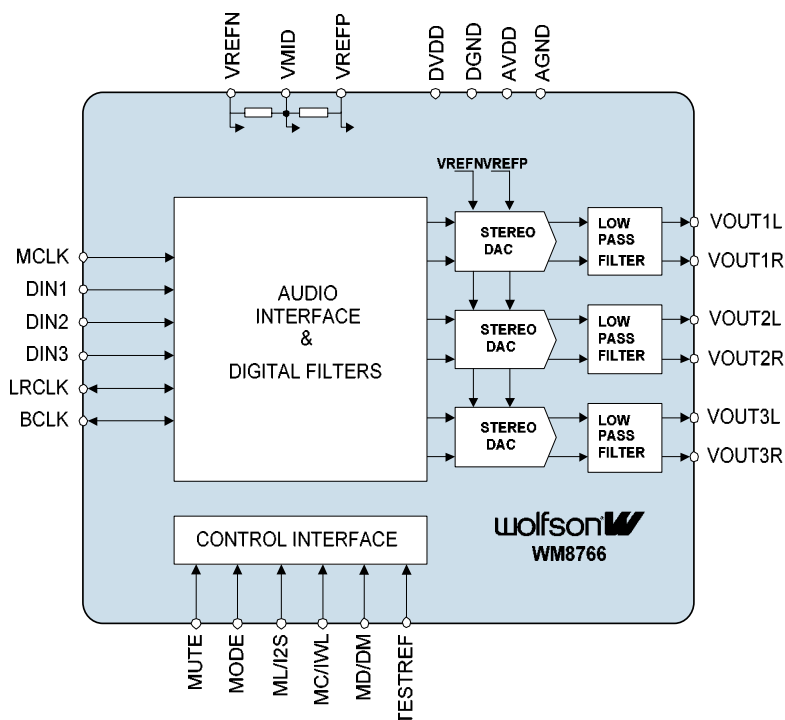 VREFN
VMID
VREFP
DVDD
DGND
AVDD
AGND
VREFNVREFP
MCLK
DIN1
DIN2
DIN3
LRCLK
BCLK
AUDIO
INTERFACE
&
DIGITAL FILTERS
STEREO
DAC
LOW
PASS
FILTER
VOUT1L
VOUT1R
STEREO
DAC
LOW
PASS
FILTER
VOUT2L
VOUT2R
STEREO
DAC
LOW
PASS
FILTER
VOUT3L
VOUT3R
CONTROL INTERFACE
wolfson
WM8766
MUTE
MODE
ML/I2S
MC/IWL
MD/DM
TESTREF